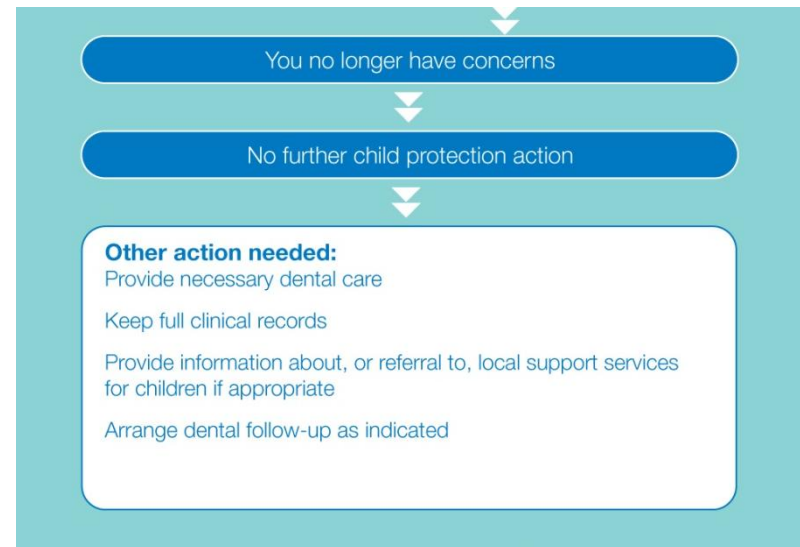 You no longer have concerns
No further child protection action
Other action needed:
Provide necessary dental care
Keep full clinical records
Provide information about, or referral to, local support services
for children if appropriate
Arrange dental follow-up as indicated